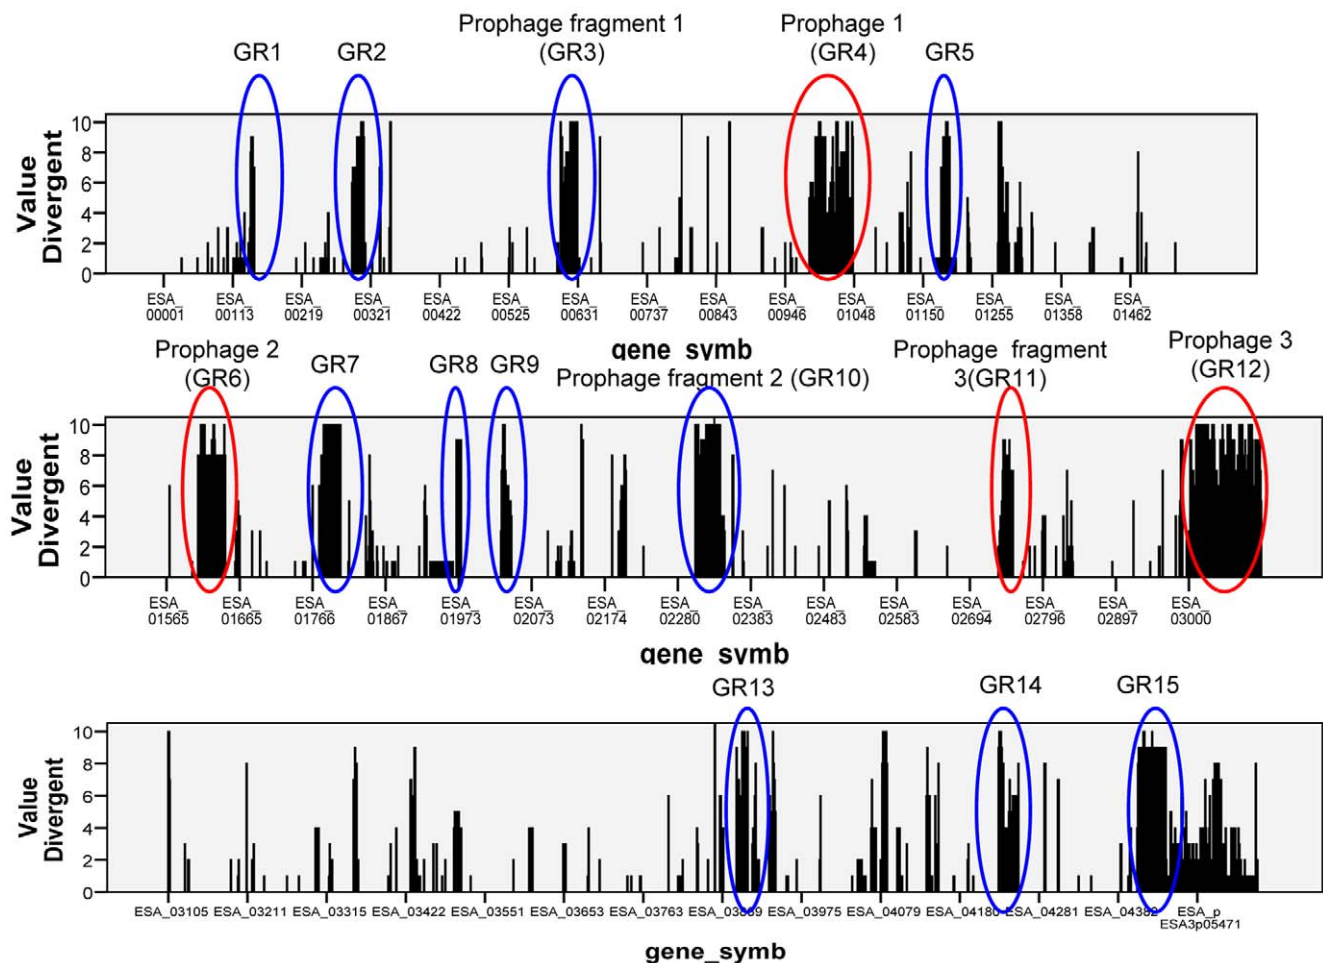 Prophage fragment 1
Prophage 1
GR1
GR2
(GR3)
(GR4)
GR5
Value
Divergent
10
8
6
4
2
0
ESA_
00001
ESA_
00113
ESA_
00219
ESA_
00321
ESA_
00422
ESA_
00525
ESA_
00631
ESA_
00737
ESA_
00843
ESA_
00946
ESA_
01048
ESA_
01150
ESA_
01255
ESA_
01358
ESA_
01462
gene_symb
Prophage 2
(GR6)
GR7
GR8
GR9
Prophage fragment 2 (GR10)
Prophage fragment
3(GR11)
Prophage 3
(GR12)
Value
Divergent
10
8
6
4
2
0
ESA_
01565
ESA_
01665
ESA_
01766
ESA_
01867
ESA_
01973
ESA_
02073
ESA_
02174
ESA_
02280
ESA_
02383
ESA_
02483
ESA_
02583
ESA_
02694
ESA_
02796
ESA_
02897
ESA_
03000
gene_symb
GR13
GR14
GR15
Value
Divergent
10
8
6
4
2
0
ESA_03105
ESA_03211
ESA_03315
ESA_03422
ESA_03551
ESA_03653
ESA_03763
ESA_03869
ESA_03975
ESA_04079
ESA_04180
ESA_04281
ESA_04382
ESA_p
ESA3p05471
gene_symb